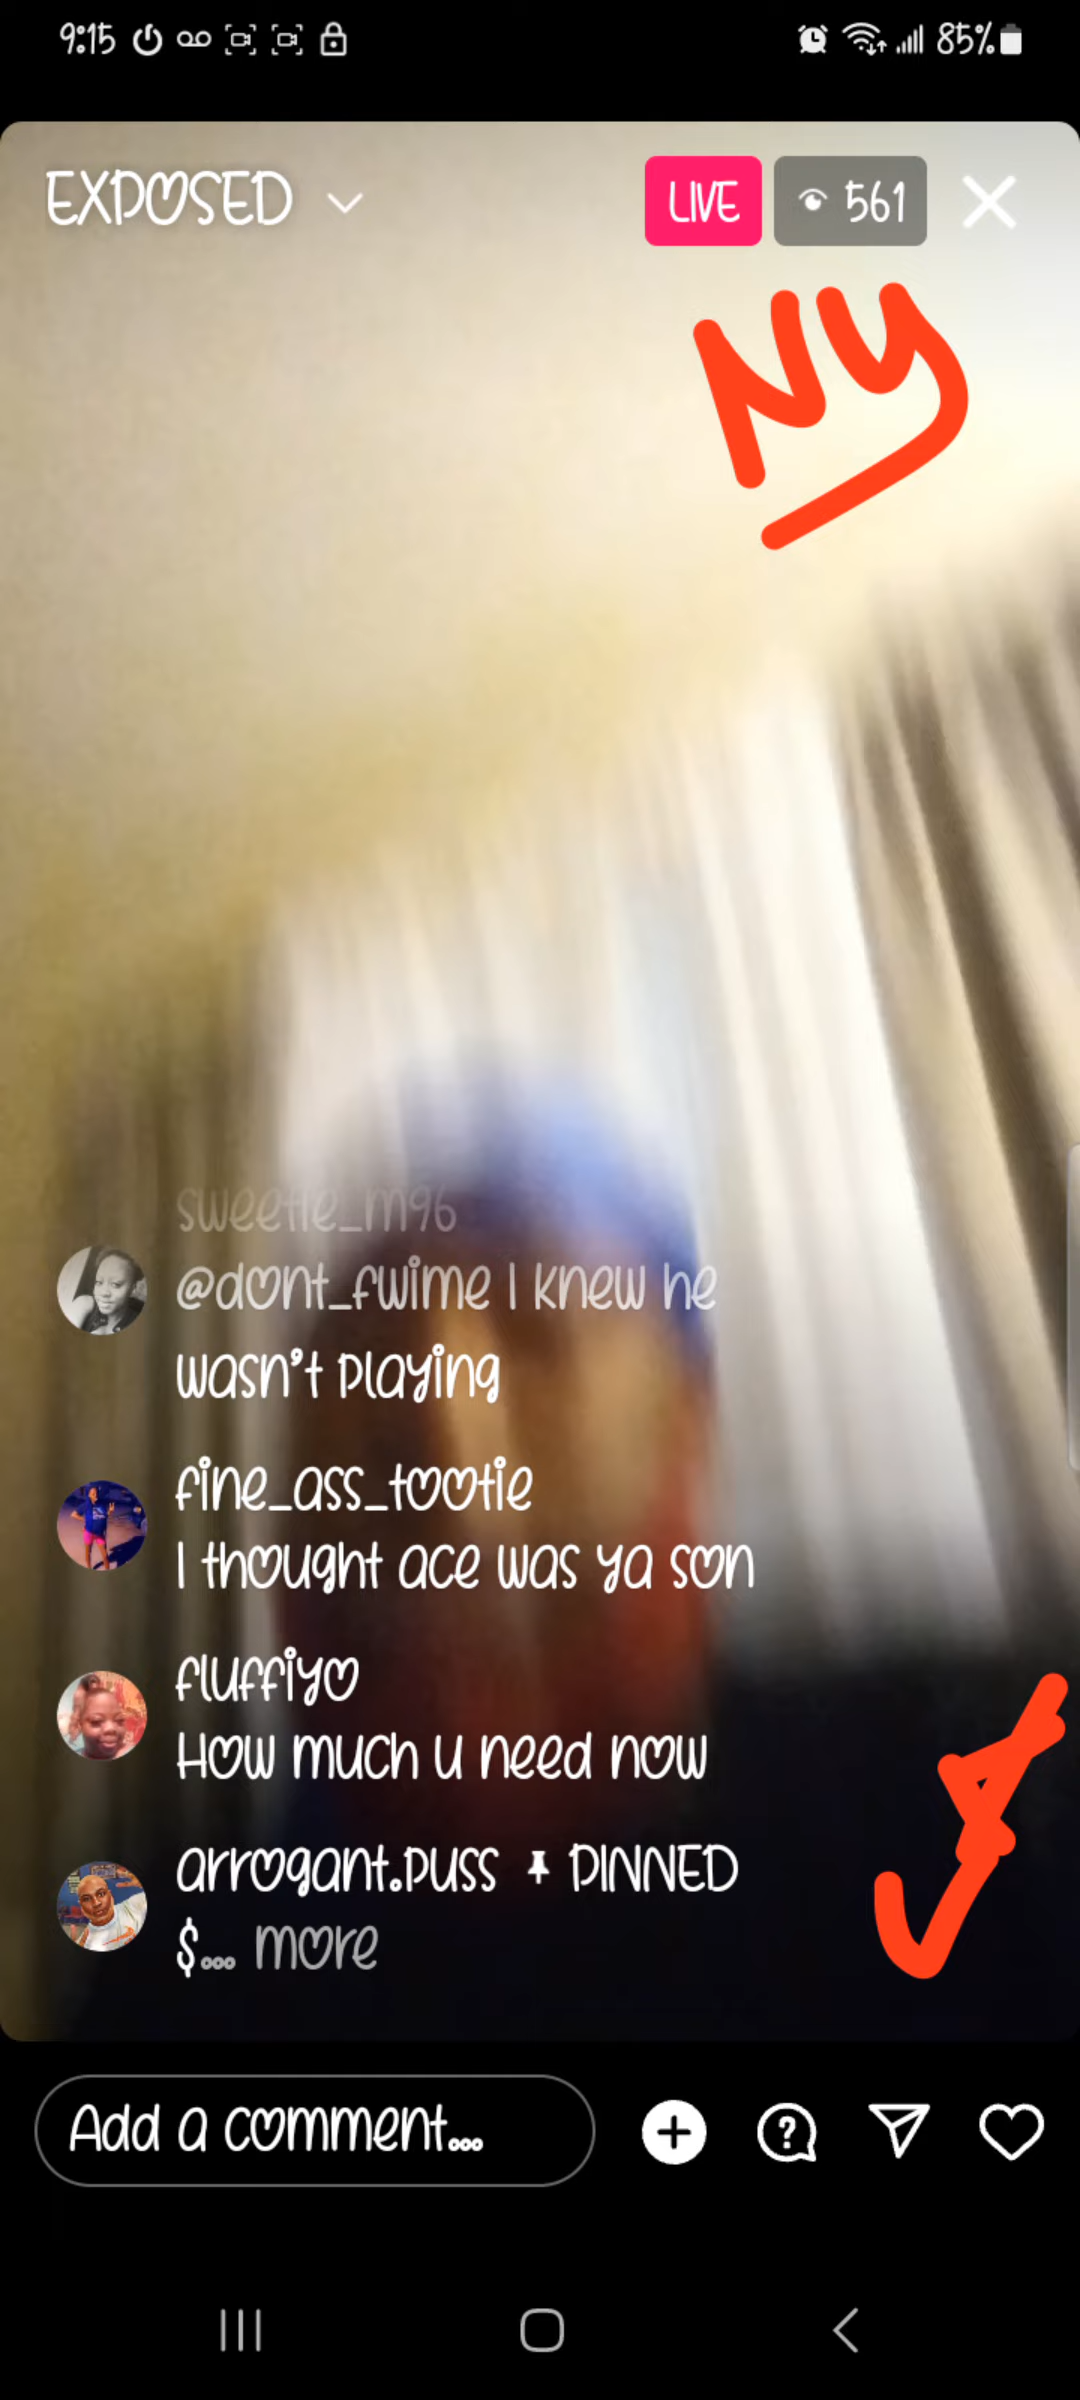 9:15 85%
EXPOSED LIVE 561
NY
sweetie_m96
@dont_fwime I knew he
wasn't playing
fine_ass_tootie
I thought ace was ya son
fluffiyo
How much u need now
arrogant.puss PINNED
$... more
Add a comment...